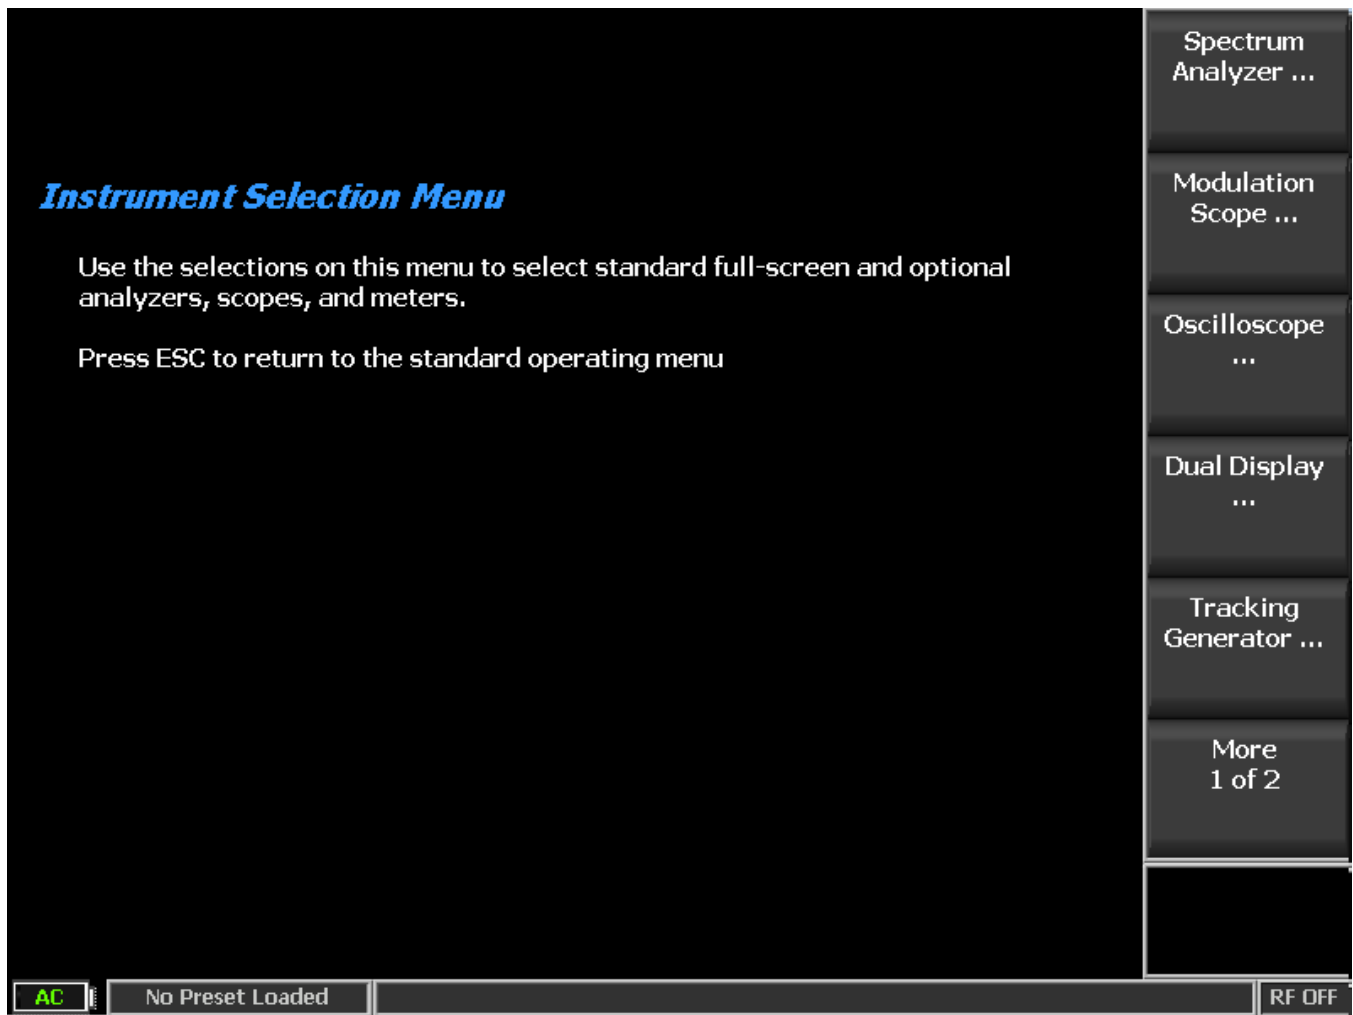 Instrument Selection Menu
Use the selections on this menu to select standard full-screen and optional
analyzers, scopes, and meters.
Press ESC to return to the standard operating menu
Spectrum
Analyzer ...
Modulation
Scope ...
Oscilloscope
...
Dual Display
...
Tracking
Generator ...
More
1 of 2
AC
No Preset Loaded
RF OFF